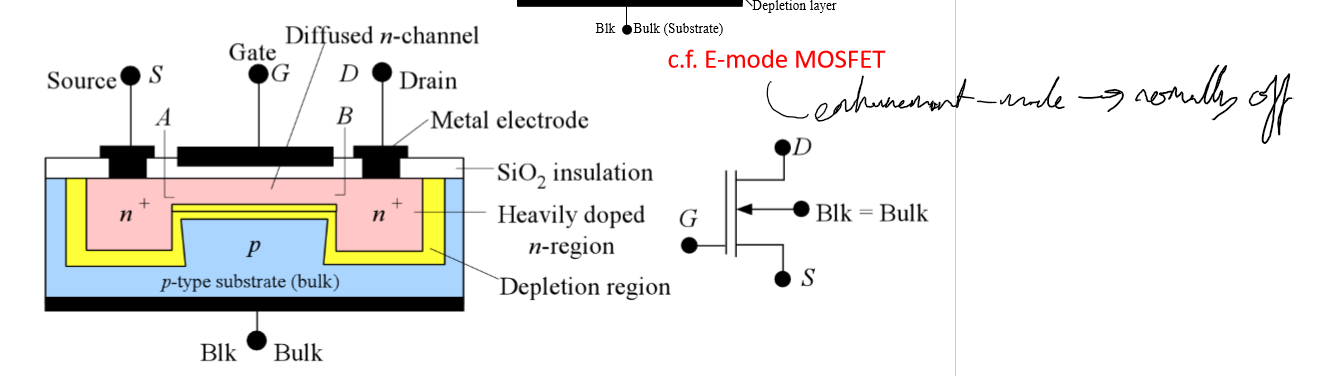 Depletion layer
Blk Bulk (Substrate)
c.f. E-mode MOSFET
enhancement-mode → normally off
Diffused n-channel
Gate
Source S G D Drain
A B
Metal electrode
SiO₂ insulation
n⁺ n⁺
Heavily doped
n-region
p
p-type substrate (bulk)
Depletion region
Blk Bulk
D
G Blk = Bulk
S